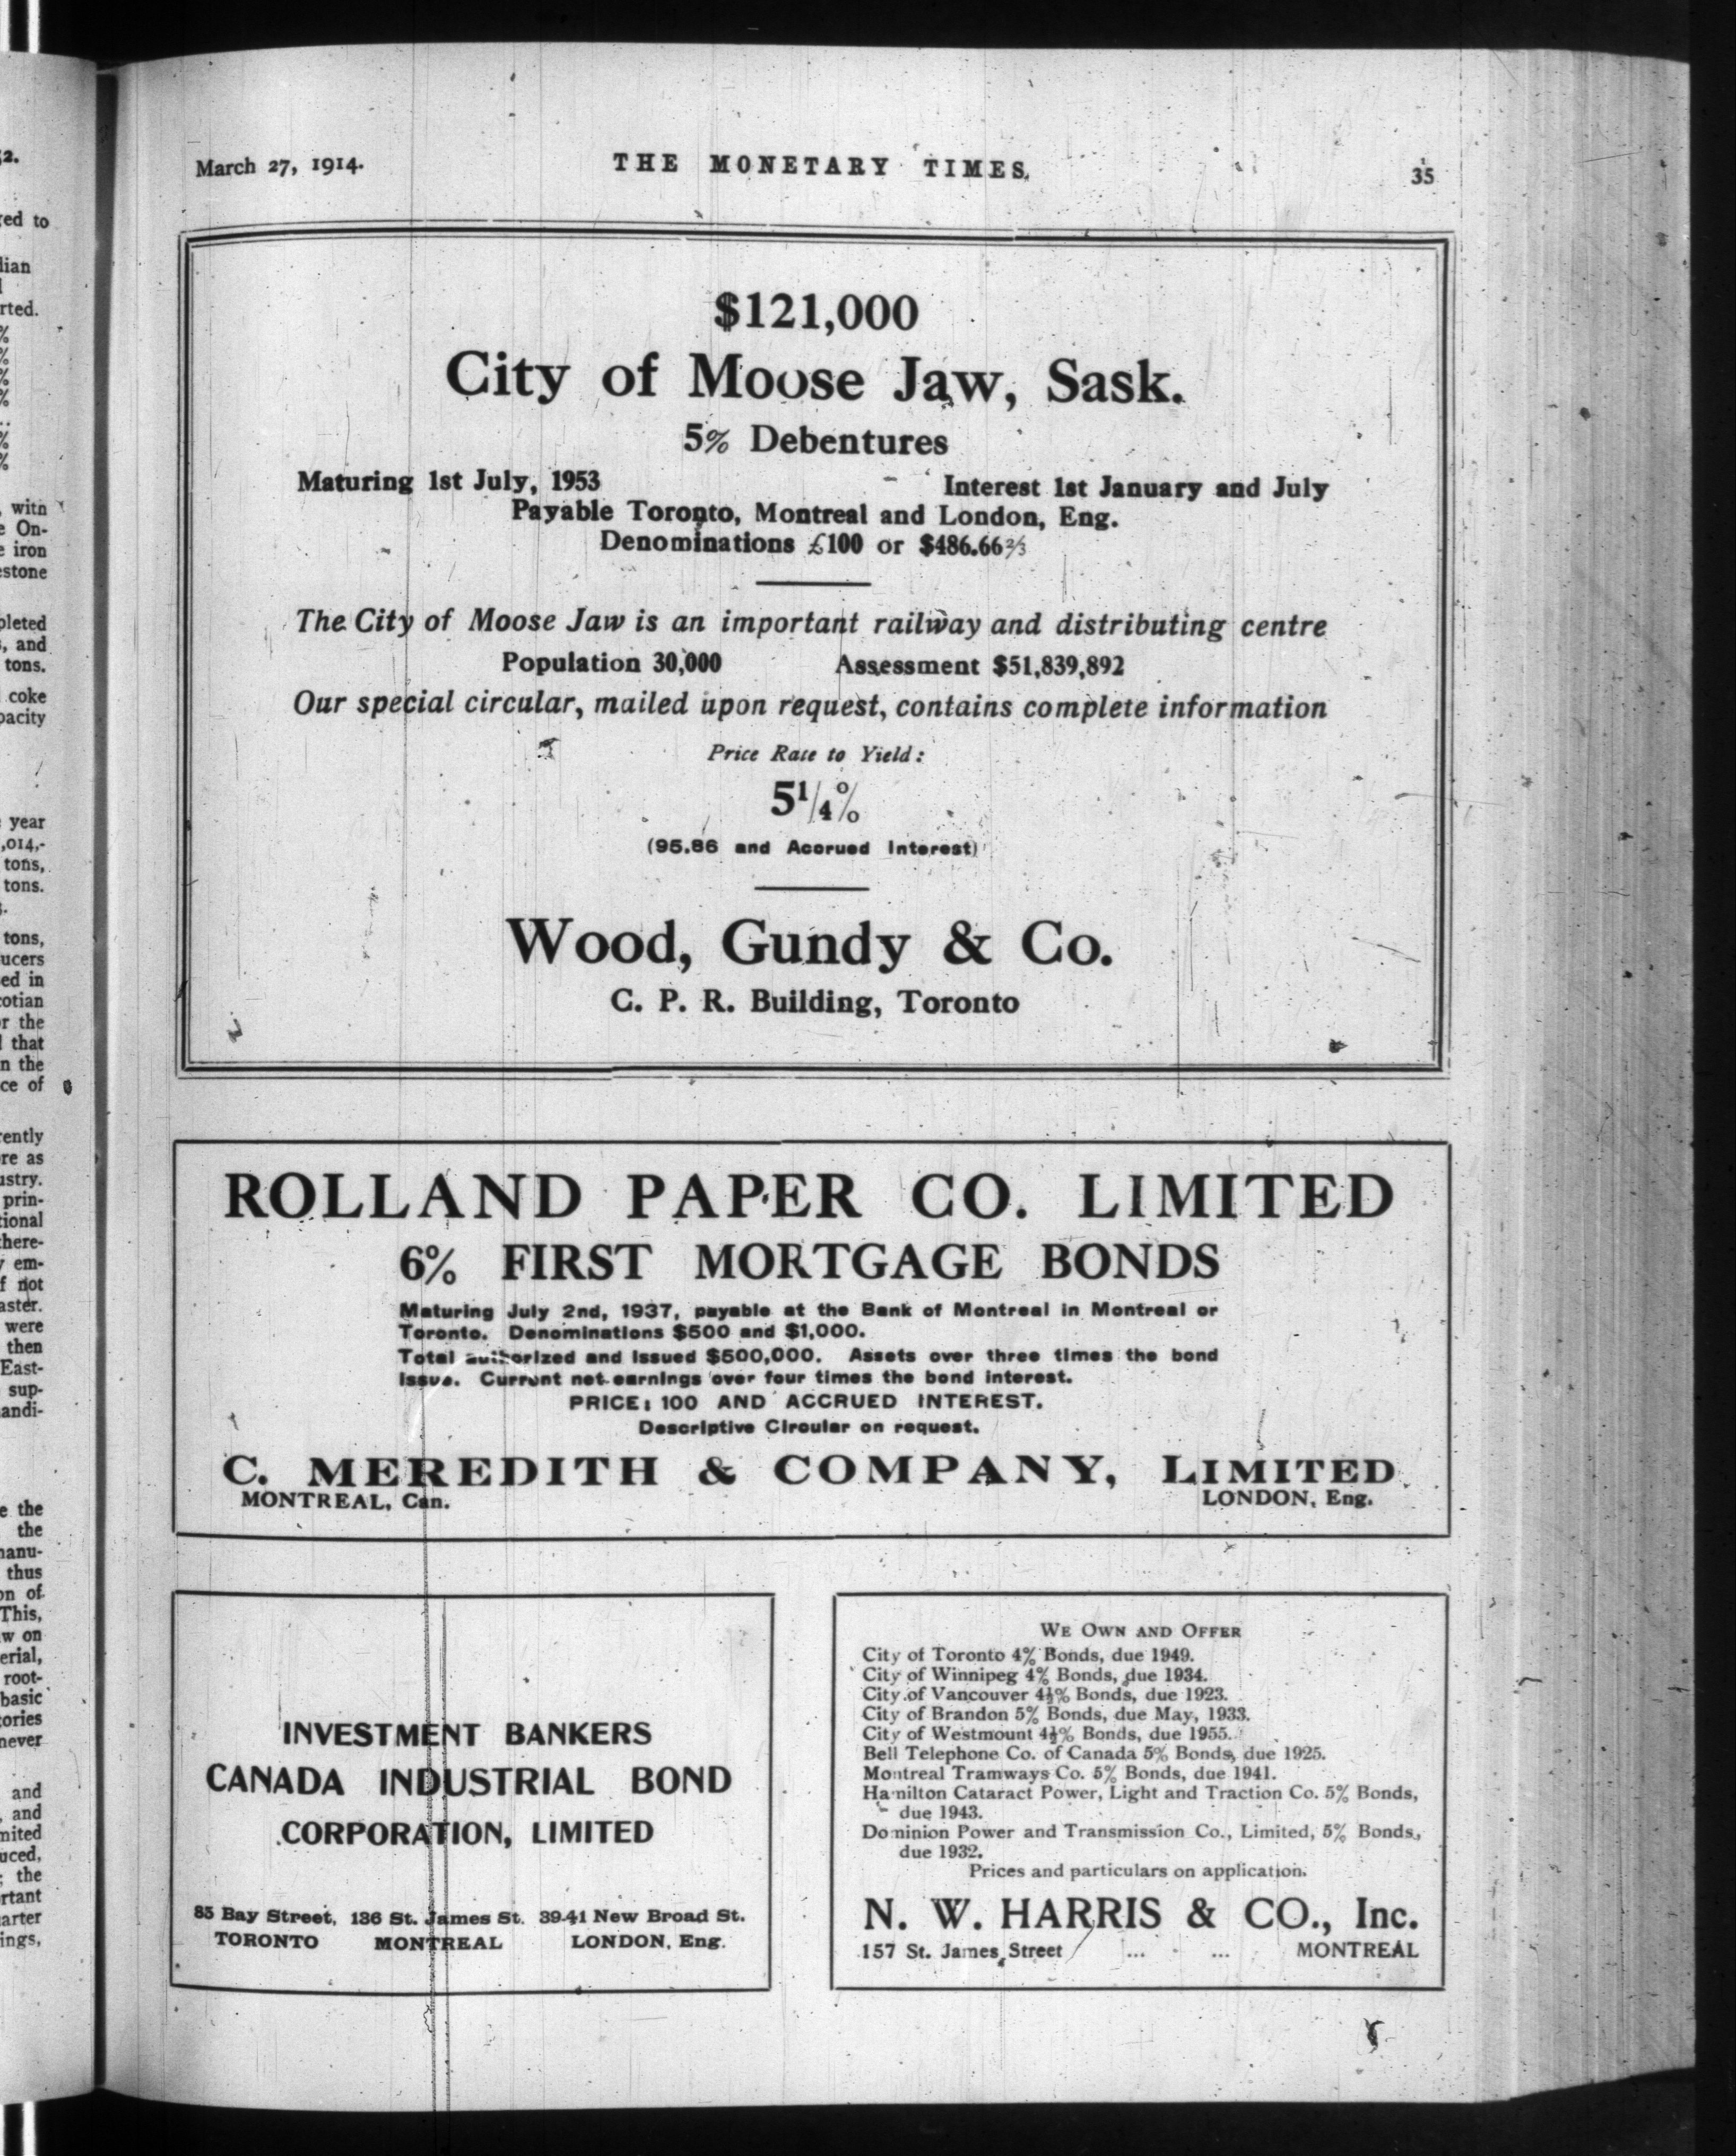 March 27, 1914.
THE MONETARY TIMES.
35
$121,000
City of Moose Jaw, Sask.
5% Debentures
Maturing 1st July, 1953 Interest 1st January and July
Payable Toronto, Montreal and London, Eng.
Denominations £100 or $486.66⅔
The City of Moose Jaw is an important railway and distributing centre
Population 30,000 Assessment $51,839,892
Our special circular, mailed upon request, contains complete information
Price Rate to Yield:
5¼%
(95.86 and Accrued Interest)
Wood, Gundy & Co.
C. P. R. Building, Toronto
ROLLAND PAPER CO. LIMITED
6% FIRST MORTGAGE BONDS
Maturing July 2nd, 1937, payable at the Bank of Montreal in Montreal or
Toronto. Denominations $500 and $1,000.
Total authorized and issued $500,000. Assets over three times the bond
issue. Current net earnings over four times the bond interest.
PRICE: 100 AND ACCRUED INTEREST.
Descriptive Circular on request.
C. MEREDITH & COMPANY, LIMITED
MONTREAL, Can. LONDON, Eng.
INVESTMENT BANKERS
CANADA INDUSTRIAL BOND
CORPORATION, LIMITED
85 Bay Street, 136 St. James St. 39-41 New Broad St.
TORONTO MONTREAL LONDON, Eng.
WE OWN AND OFFER
City of Toronto 4% Bonds, due 1949.
City of Winnipeg 4% Bonds, due 1934.
City of Vancouver 4½% Bonds, due 1923.
City of Brandon 5% Bonds, due May, 1933.
City of Westmount 4½% Bonds, due 1955.
Bell Telephone Co. of Canada 5% Bonds, due 1925.
Montreal Tramways Co. 5% Bonds, due 1941.
Hamilton Cataract Power, Light and Traction Co. 5% Bonds,
due 1943.
Dominion Power and Transmission Co., Limited, 5% Bonds,
due 1932.
Prices and particulars on application.
N. W. HARRIS & CO., Inc.
157 St. James Street ... ... MONTREAL